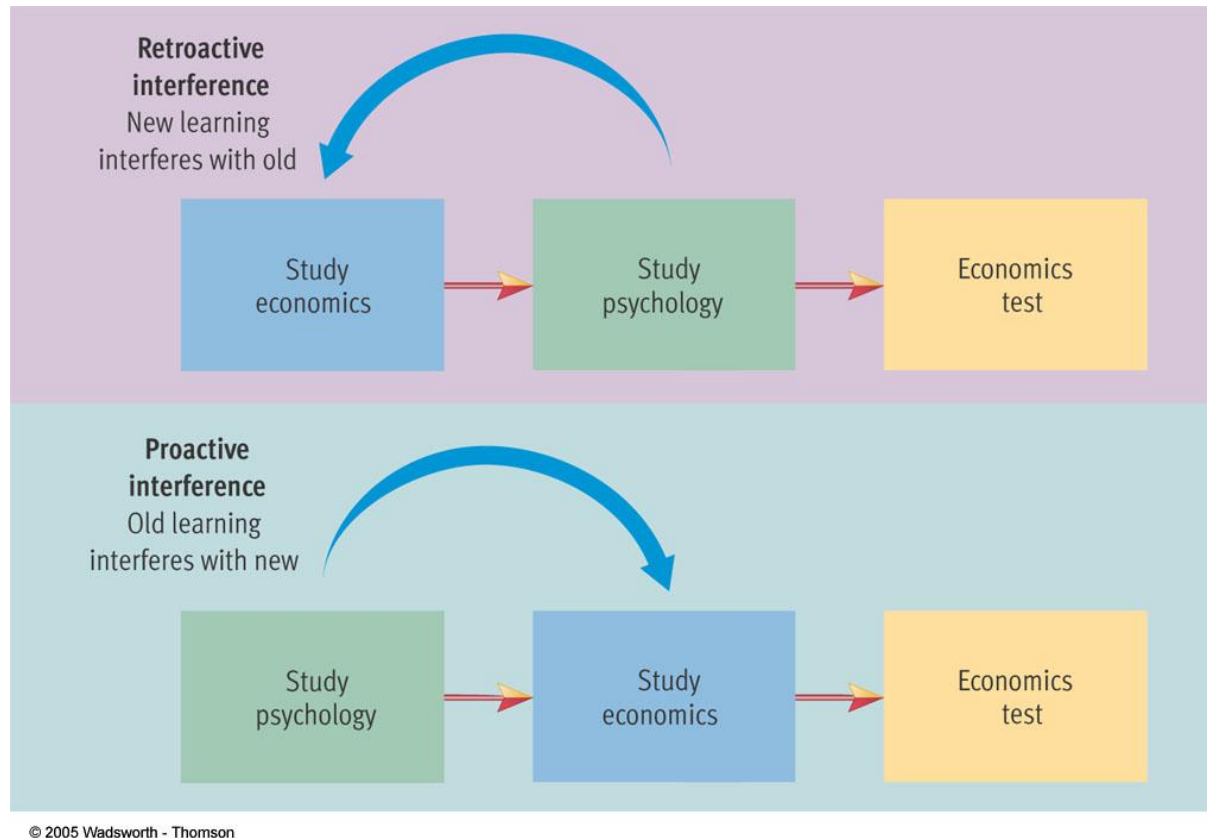 Retroactive
interference
New learning
interferes with old
Study
economics
Study
psychology
Economics
test
Proactive
interference
Old learning
interferes with new
Study
psychology
Study
economics
Economics
test
© 2005 Wadsworth - Thomson